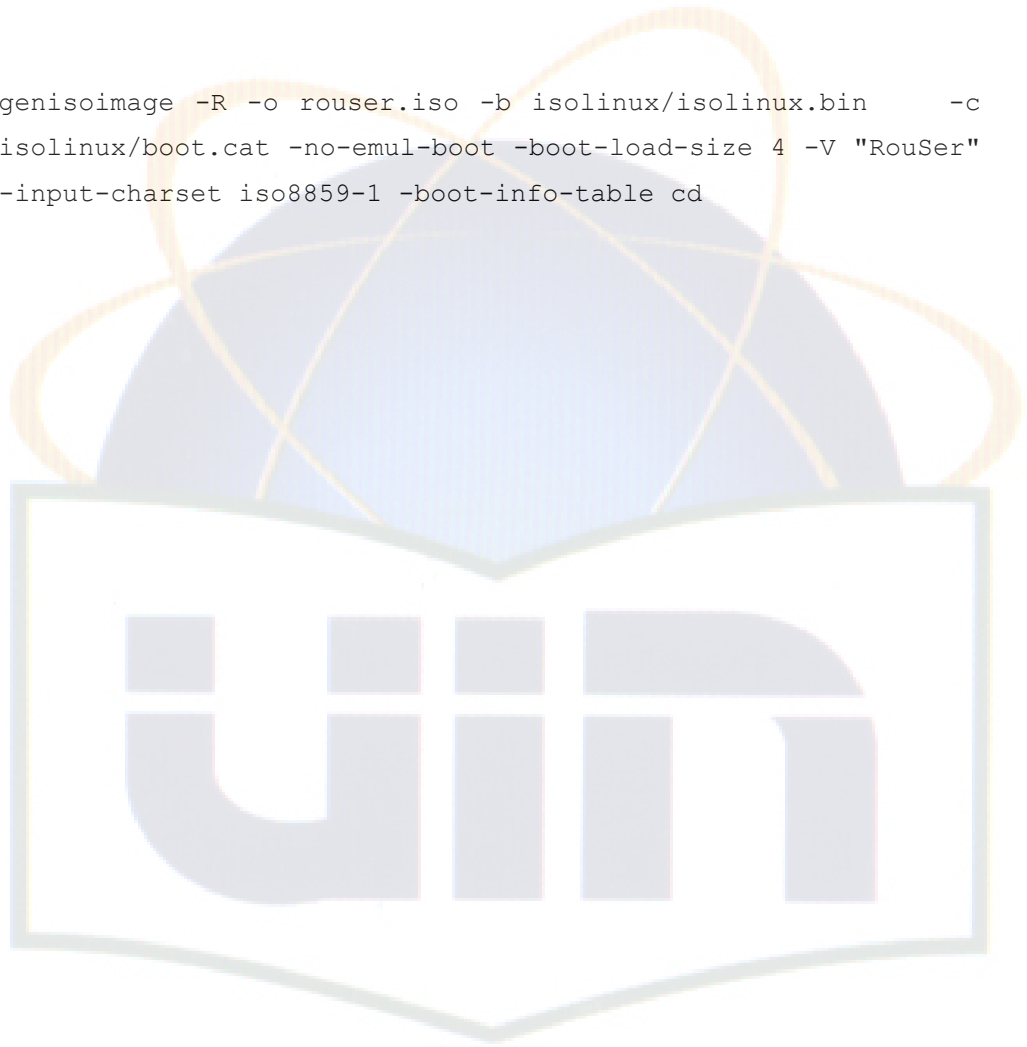 genisoimage -R -o rouser.iso -b isolinux/isolinux.bin -c
isolinux/boot.cat -no-emul-boot -boot-load-size 4 -V "RouSer"
-input-charset iso8859-1 -boot-info-table cd
uin